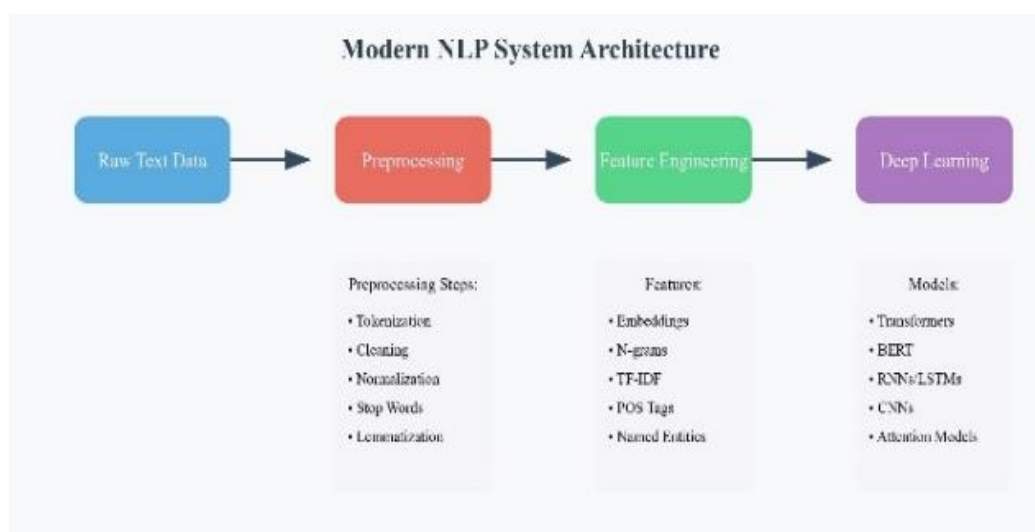 Modern NLP System Architecture
Raw Text Data
Preprocessing
Feature Engineering
Deep Learning
Preprocessing Steps:
• Tokenization
• Cleaning
• Normalization
• Stop Words
• Lemmatization
Features:
• Embeddings
• N-grams
• TF-IDF
• POS Tags
• Named Entities
Models:
• Transformers
• BERT
• RNNs/LSTMs
• CNNs
• Attention Models